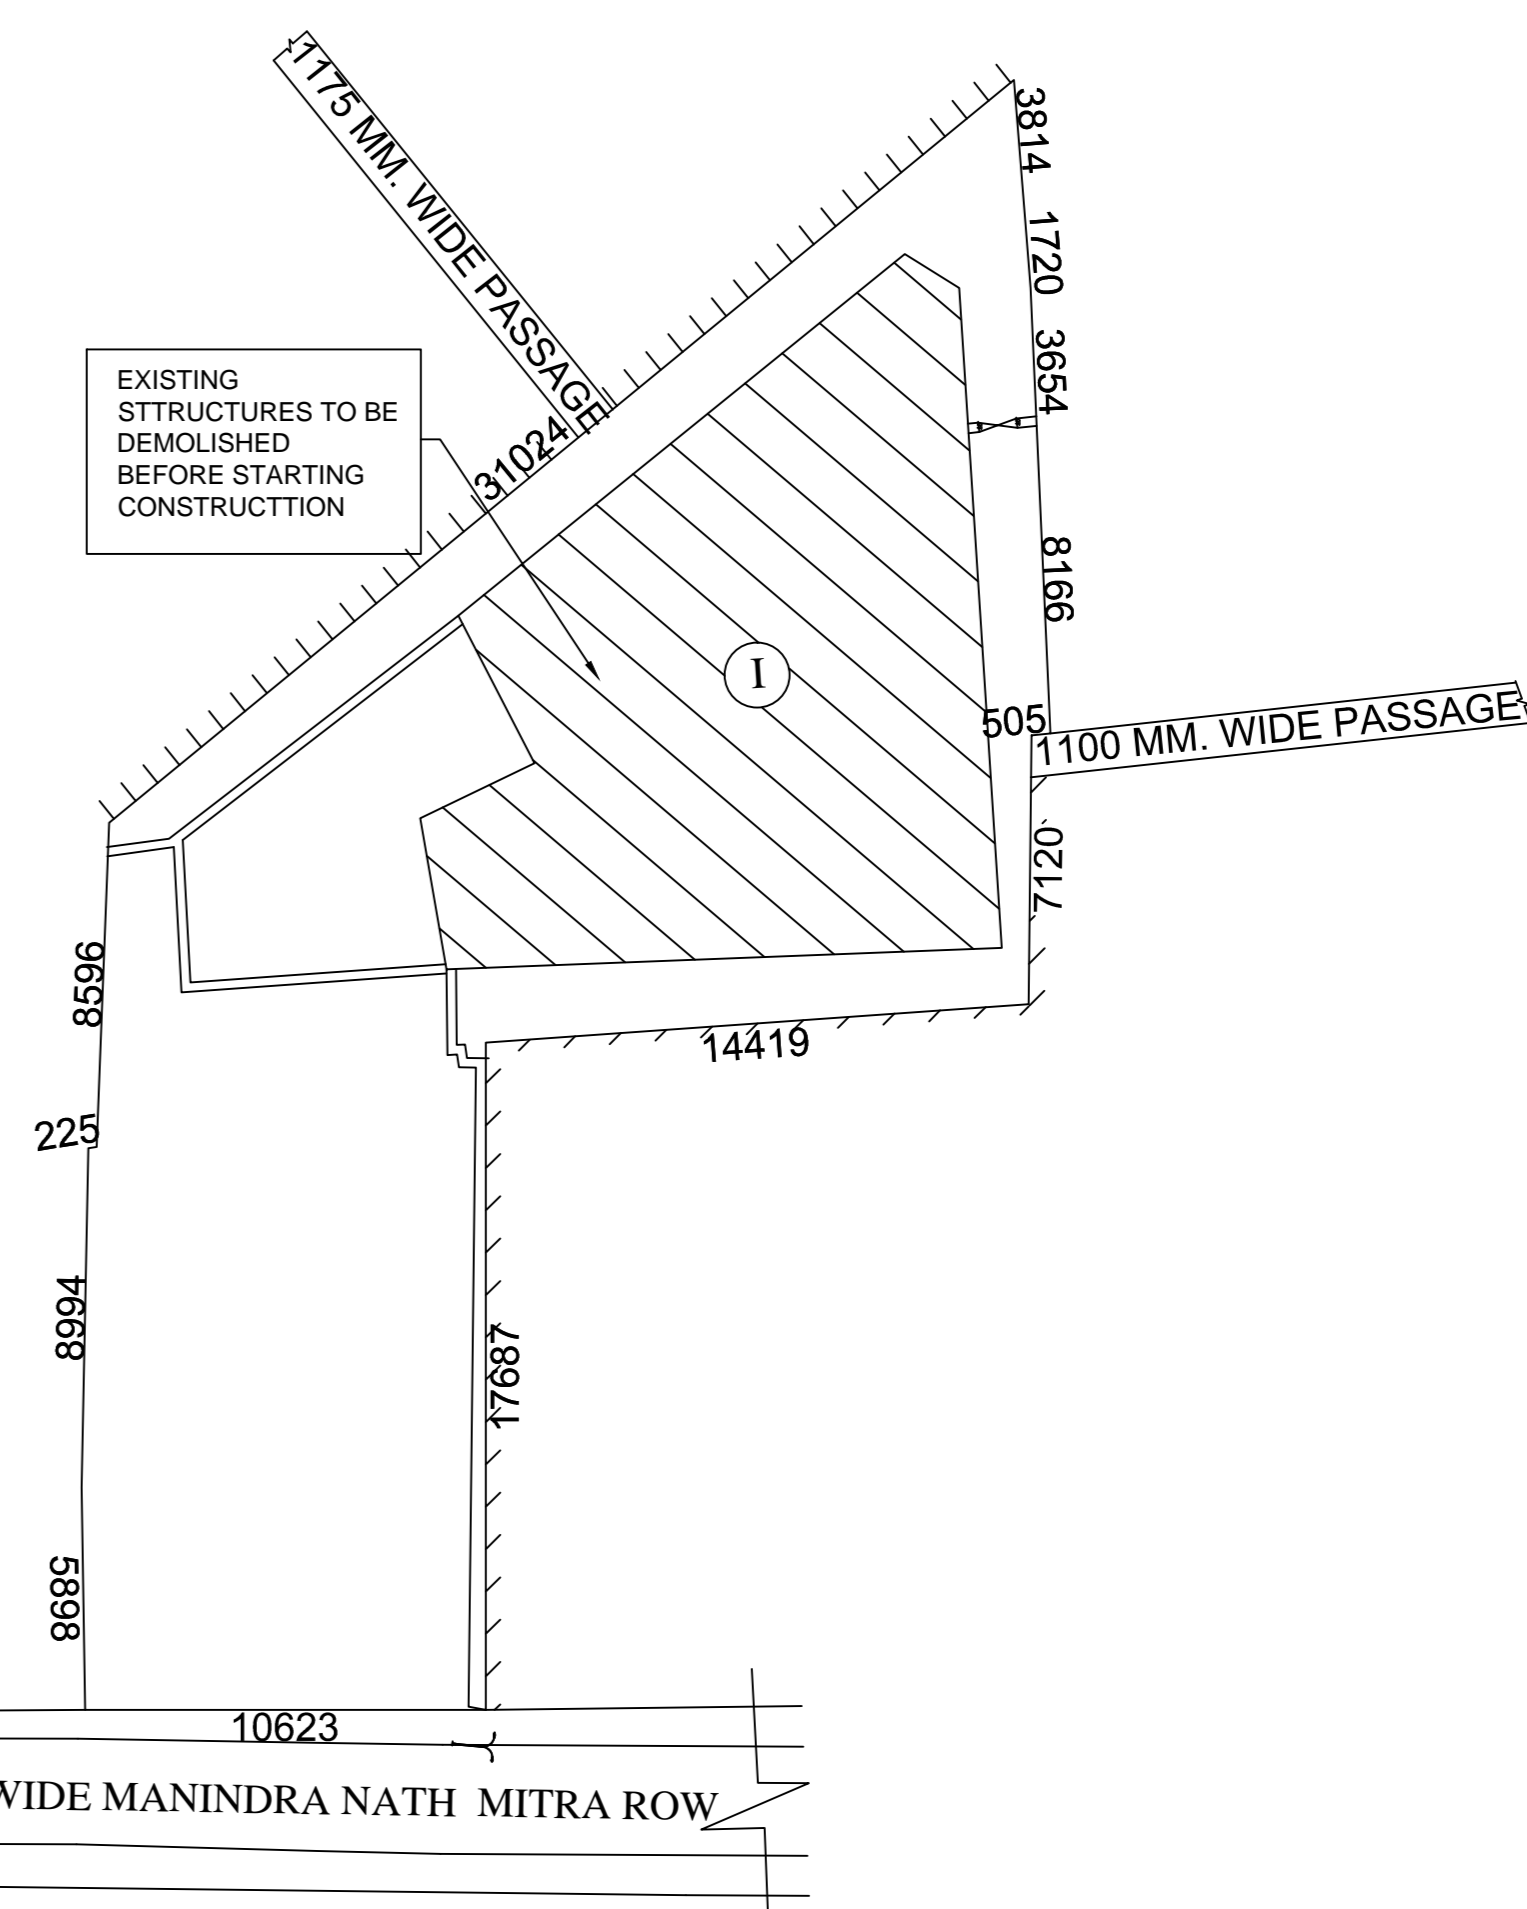 1175 MM. WIDE PASSAGE
3814
1720
3654
EXISTING
STTRUCTURES TO BE
DEMOLISHED
BEFORE STARTING
CONSTRUCTTION
31024
8166
I
505
1100 MM. WIDE PASSAGE
7120
8596
14419
225
8994
17687
5898
10623
WIDE MANINDRA NATH MITRA ROW